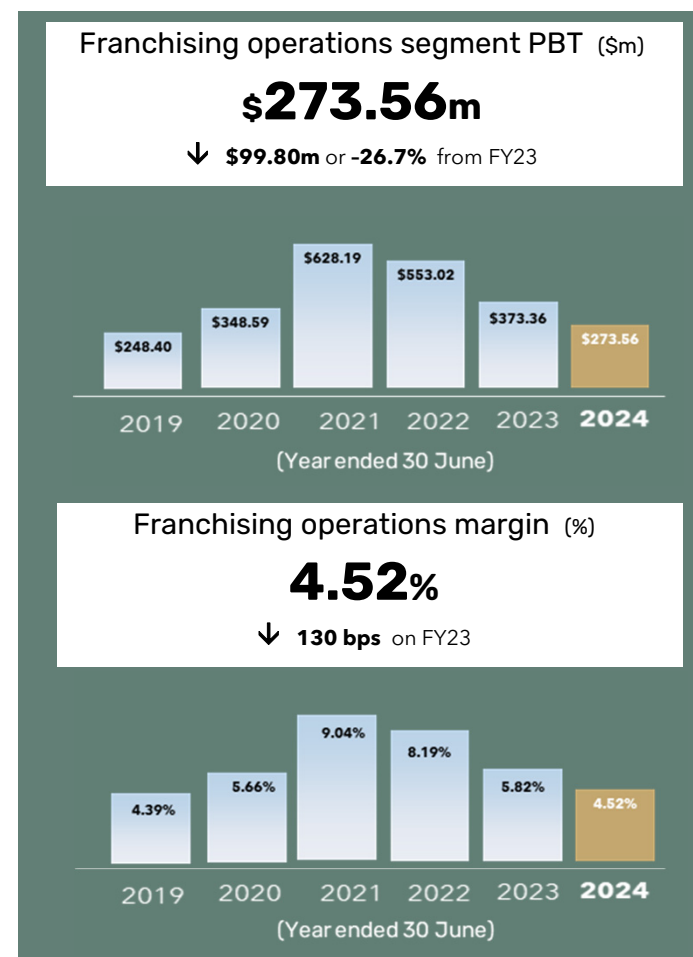 Franchising operations segment PBT ($m)
$273.56m
↓ $99.80m or -26.7% from FY23
$248.40
$348.59
$628.19
$553.02
$373.36
$273.56
2019 2020 2021 2022 2023 2024
(Year ended 30 June)
Franchising operations margin (%)
4.52%
↓ 130 bps on FY23
4.39%
5.66%
9.04%
8.19%
5.82%
4.52%
2019 2020 2021 2022 2023 2024
(Year ended 30 June)